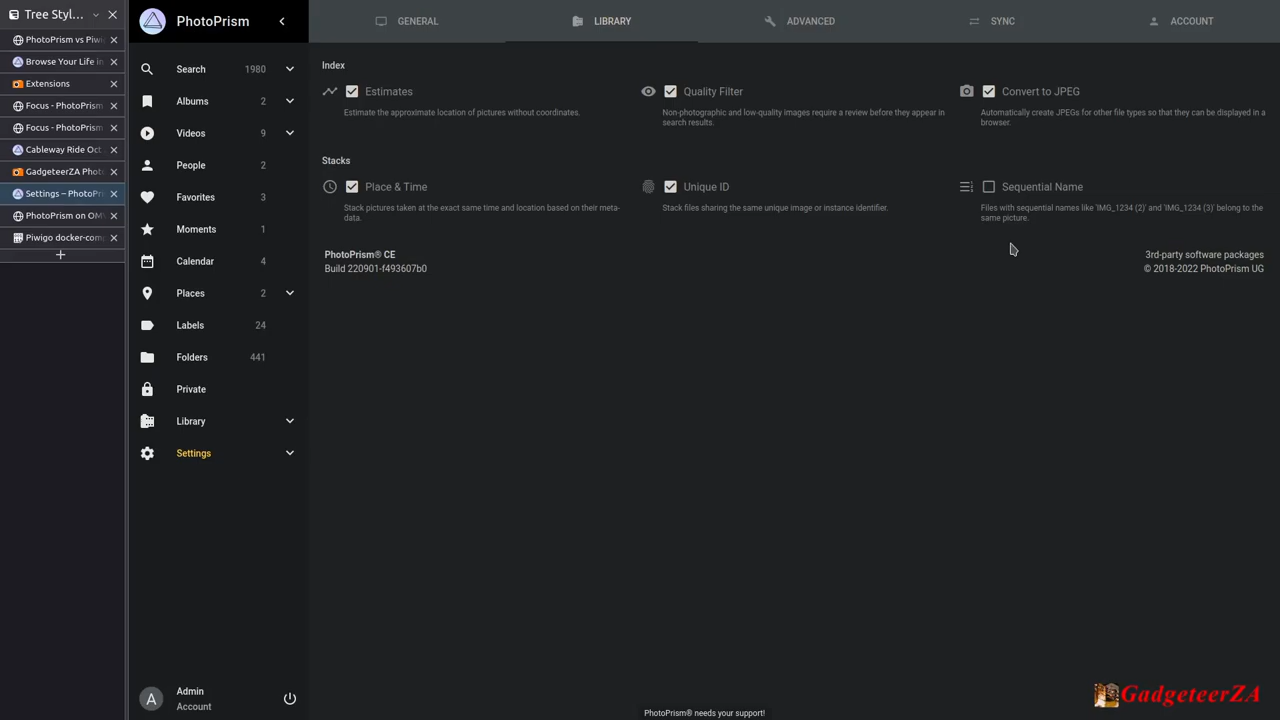 Tree Styl...
PhotoPrism vs Piwi
Browse Your Life in
Extensions
Focus - PhotoPrism
Focus - PhotoPrism
Cableway Ride Oct
GadgeteerZA Phot
Settings – PhotoPri
PhotoPrism on OM
Piwigo docker-com
PhotoPrism
Search 1980
Albums 2
Videos 9
People 2
Favorites 3
Moments 1
Calendar 4
Places 2
Labels 24
Folders 441
Private
Library
Settings
A
Admin
Account
GENERAL
LIBRARY
ADVANCED
SYNC
ACCOUNT
Index
Estimates
Estimate the approximate location of pictures without coordinates.
Quality Filter
Non-photographic and low-quality images require a review before they appear in
search results.
Convert to JPEG
Automatically create JPEGs for other file types so that they can be displayed in a
browser.
Stacks
Place & Time
Stack pictures taken at the exact same time and location based on their meta-
data.
Unique ID
Stack files sharing the same unique image or instance identifier.
Sequential Name
Files with sequential names like 'IMG_1234 (2)' and 'IMG_1234 (3)' belong to the
same picture.
PhotoPrism® CE
Build 220901-f493607b0
3rd-party software packages
© 2018-2022 PhotoPrism UG
GadgeteerZA
PhotoPrism® needs your support!